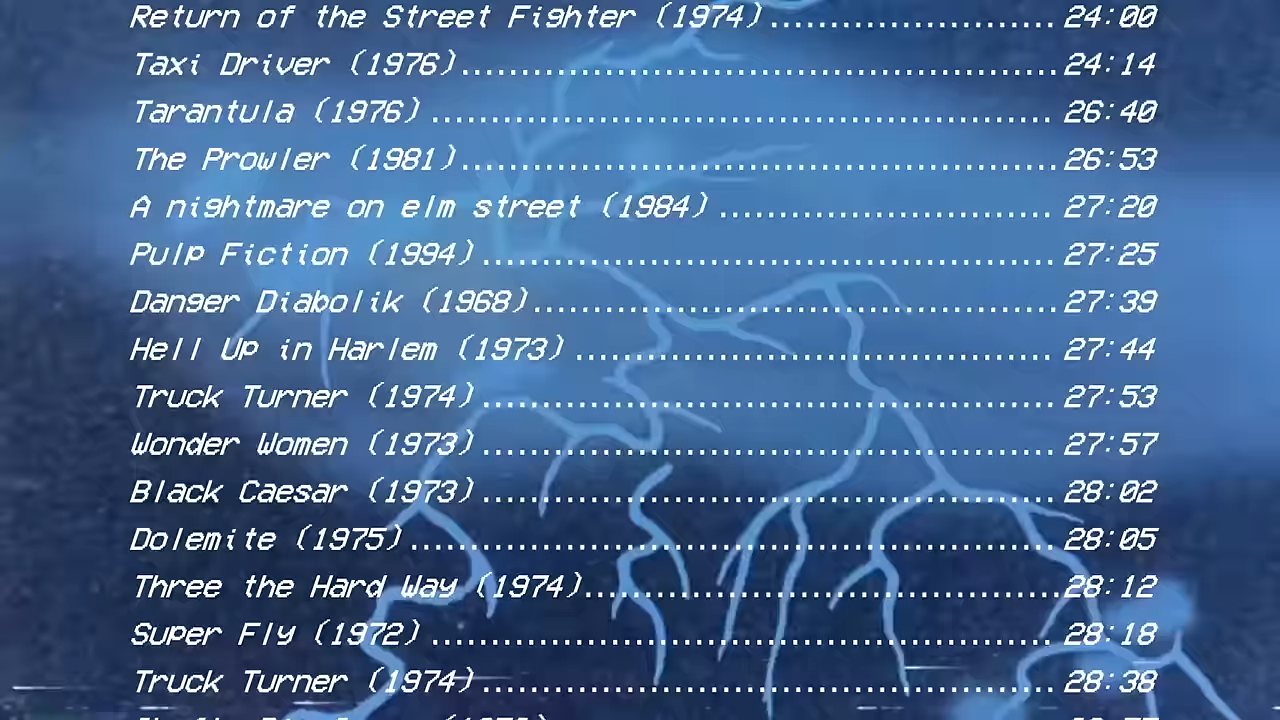 Return of the Street Fighter (1974)........................ 24:00
Taxi Driver (1976)..................................................24:14
Tarantula (1976) .................................................... 26:40
The Prowler (1981)..................................................26:53
A nightmare on elm street (1984) ............................ 27:20
Pulp Fiction (1994)................................................ 27:25
Danger Diabolik (1968)............................................ 27:39
Hell Up in Harlem (1973) ........................................ 27:44
Truck Turner (1974)................................................ 27:53
Wonder Women (1973)................................................ 27:57
Black Caesar (1973)................................................ 28:02
Dolemite (1975)...................................................... 28:05
Three the Hard Way (1974)........................................28:12
Super Fly (1972) .................................................... 28:18
Truck Turner (1974)................................................ 28:38